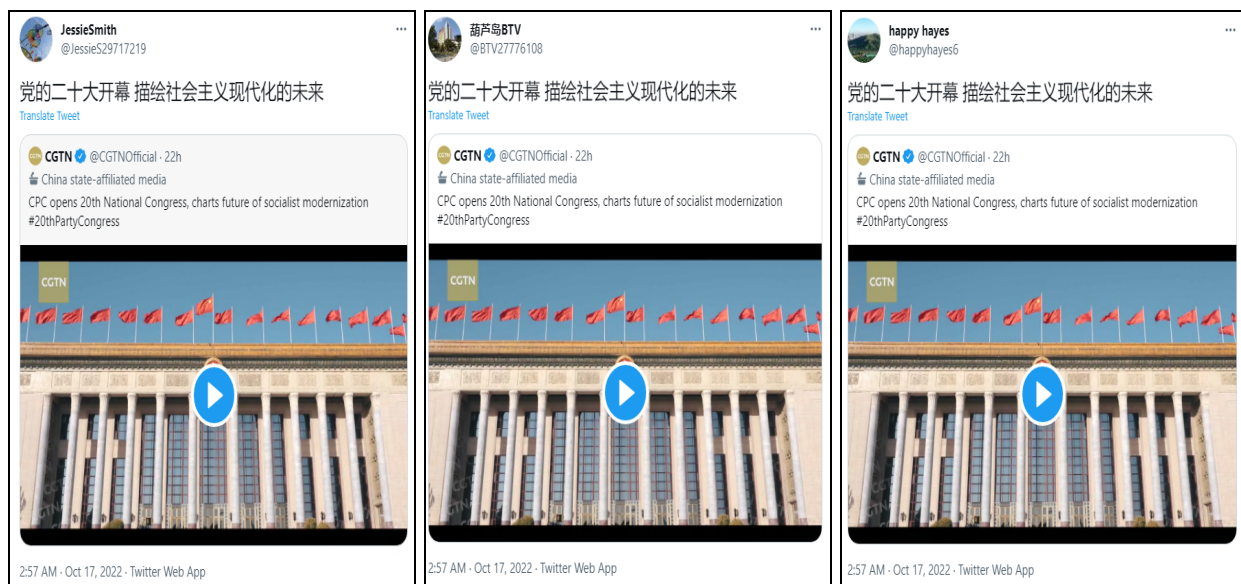 JessieSmith
@JessieS29717219
党的二十大开幕 描绘社会主义现代化的未来
Translate Tweet
CGTN @CGTNOfficial · 22h
China state-affiliated media
CPC opens 20th National Congress, charts future of socialist modernization
#20thPartyCongress
CGTN
2:57 AM · Oct 17, 2022 · Twitter Web App
葫芦岛BTV
@BTV27776108
党的二十大开幕 描绘社会主义现代化的未来
Translate Tweet
CGTN @CGTNOfficial · 22h
China state-affiliated media
CPC opens 20th National Congress, charts future of socialist modernization
#20thPartyCongress
CGTN
2:57 AM · Oct 17, 2022 · Twitter Web App
happy hayes
@happyhayes6
党的二十大开幕 描绘社会主义现代化的未来
Translate Tweet
CGTN @CGTNOfficial · 22h
China state-affiliated media
CPC opens 20th National Congress, charts future of socialist modernization
#20thPartyCongress
CGTN
2:57 AM · Oct 17, 2022 · Twitter Web App